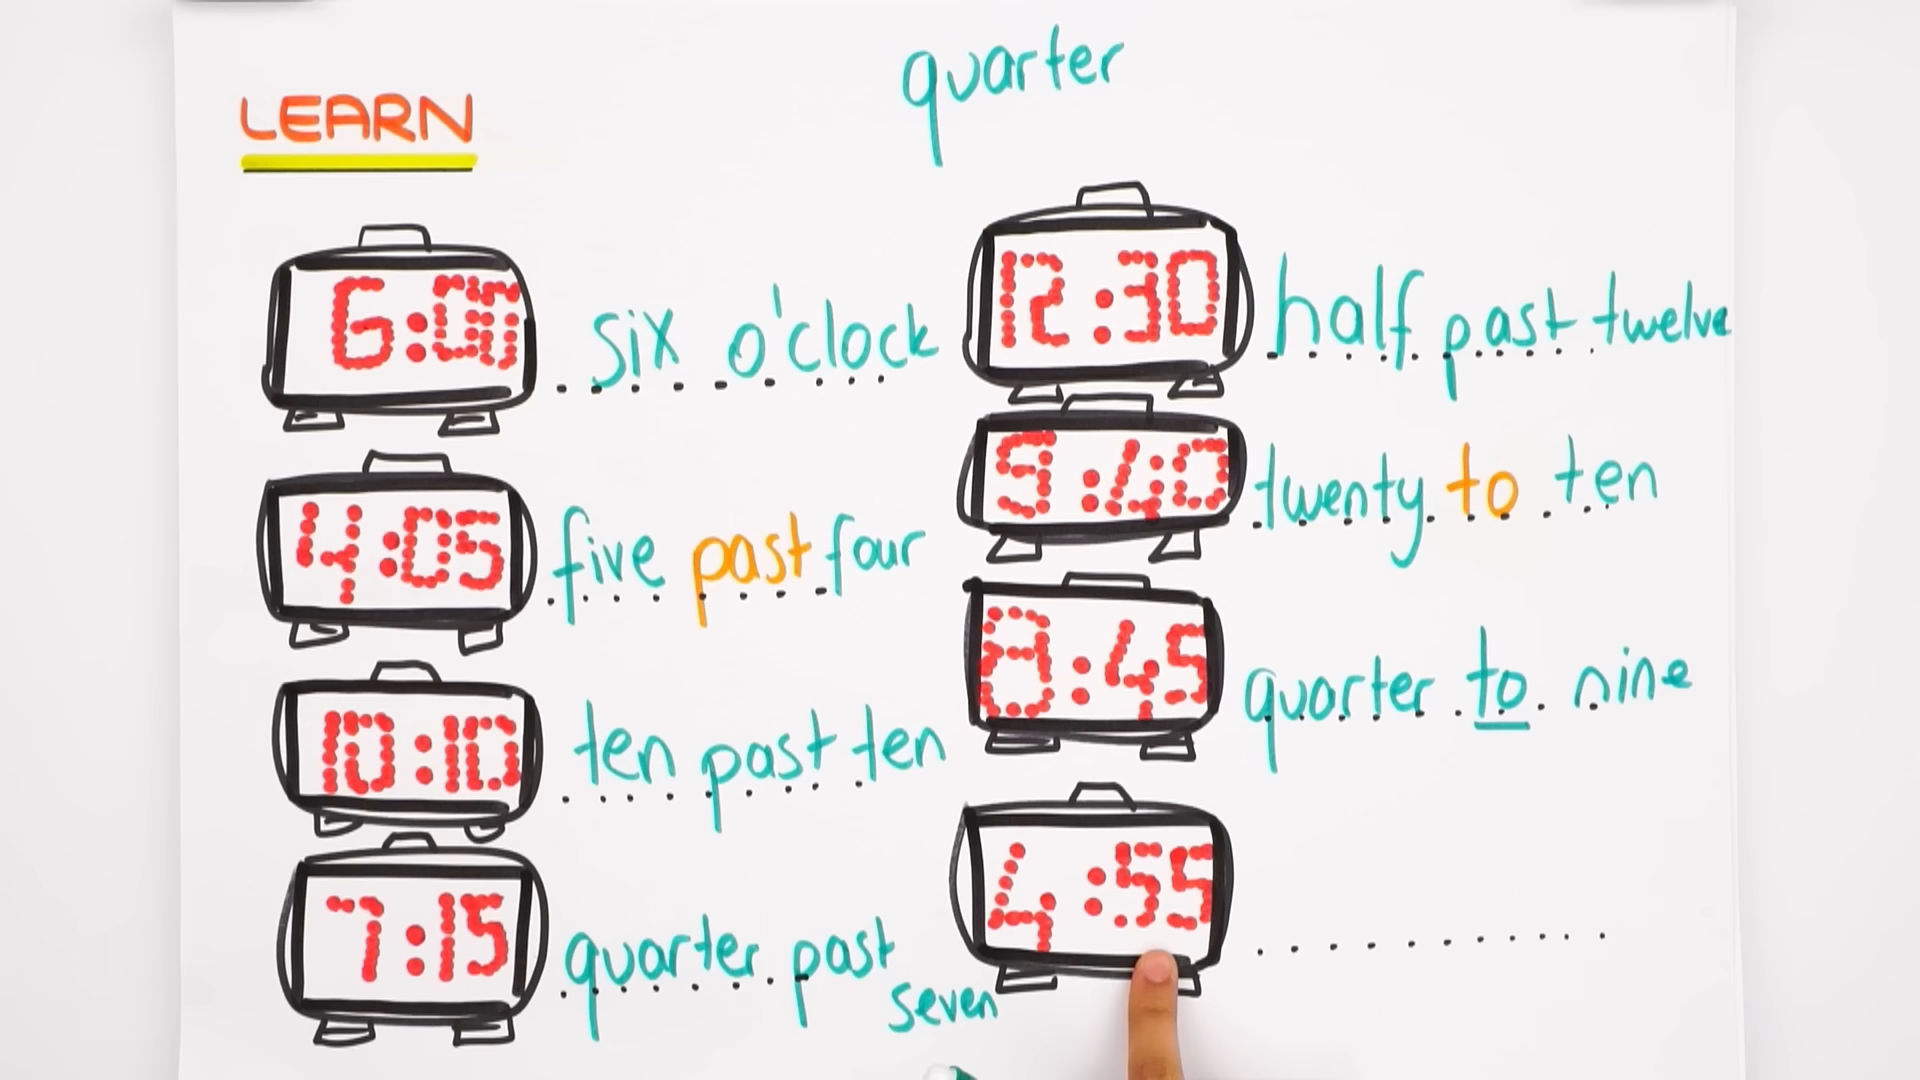 quarter
LEARN
6:00 six o'clock
4:05 five past four
10:10 ten past ten
7:15 quarter past
seven
12:30 half past twelve
9:40 twenty to ten
8:45 quarter to nine
4:55